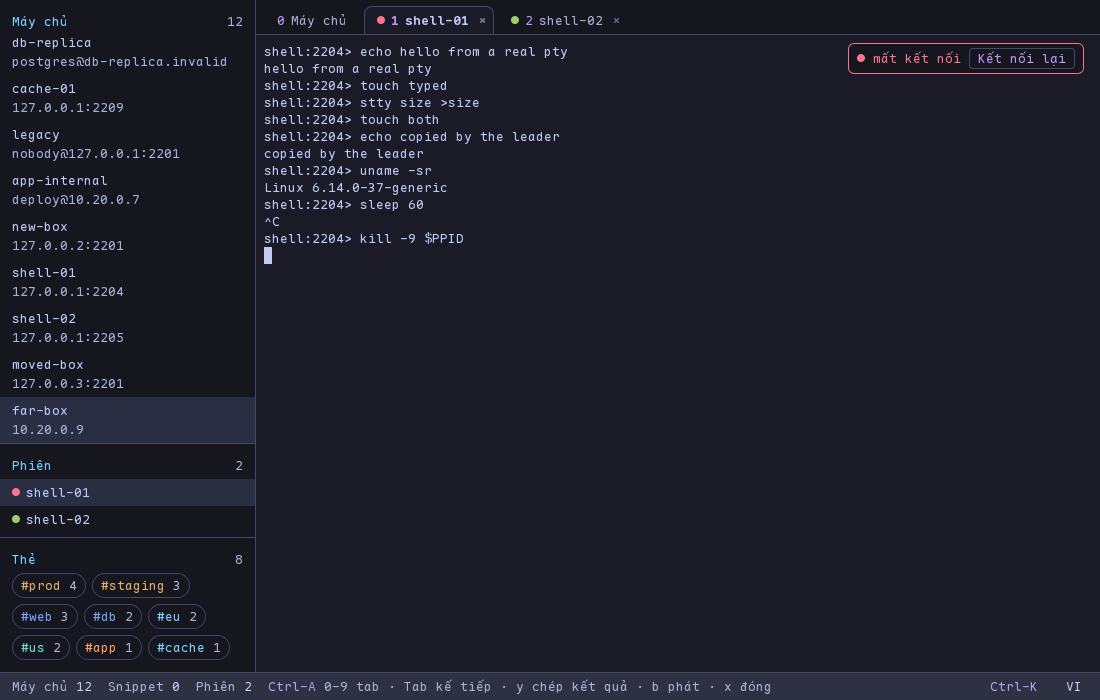 Máy chủ 12
db-replica
postgres@db-replica.invalid
cache-01
127.0.0.1:2209
legacy
nobody@127.0.0.1:2201
app-internal
deploy@10.20.0.7
new-box
127.0.0.2:2201
shell-01
127.0.0.1:2204
shell-02
127.0.0.1:2205
moved-box
127.0.0.3:2201
far-box
10.20.0.9
Phiên 2
shell-01
shell-02
Thẻ 8
#prod 4 #staging 3
#web 3 #db 2 #eu 2
#us 2 #app 1 #cache 1
0 Máy chủ 1 shell-01 × 2 shell-02 ×
shell:2204> echo hello from a real pty
hello from a real pty
shell:2204> touch typed
shell:2204> stty size >size
shell:2204> touch both
shell:2204> echo copied by the leader
copied by the leader
shell:2204> uname -sr
Linux 6.14.0-37-generic
shell:2204> sleep 60
^C
shell:2204> kill -9 $PPID
mất kết nối Kết nối lại
Máy chủ 12 Snippet 0 Phiên 2 Ctrl-A 0-9 tab · Tab kế tiếp · y chép kết quả · b phát · x đóng Ctrl-K VI